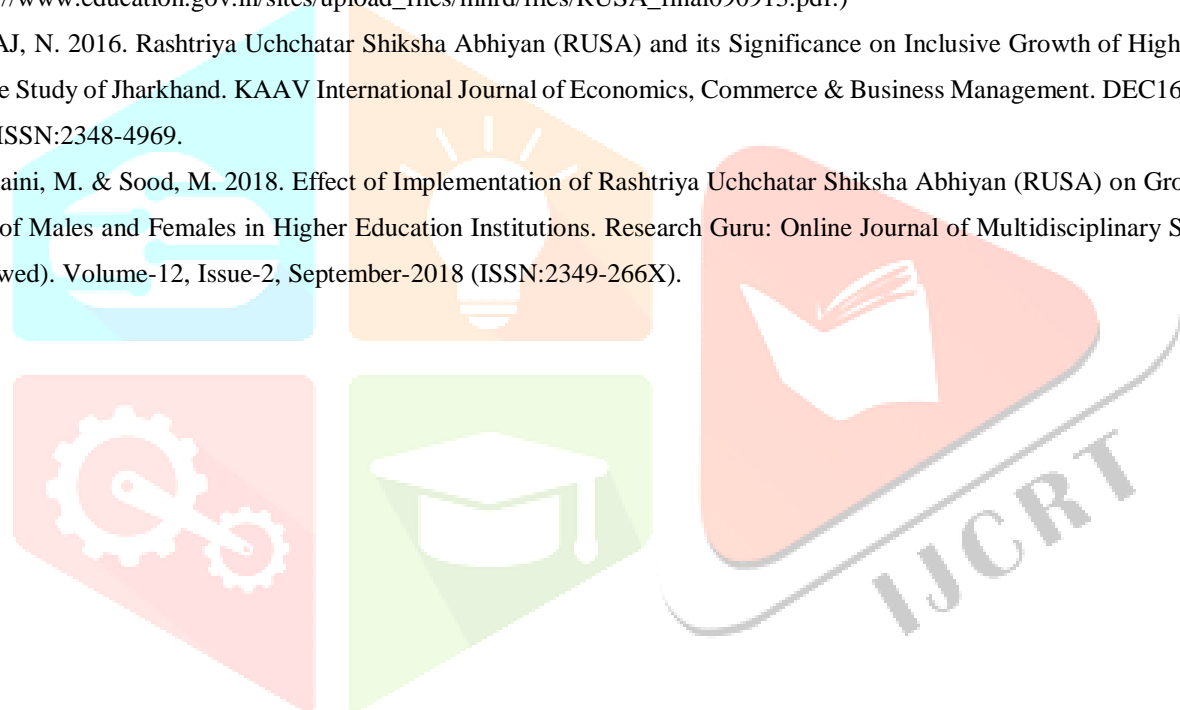 //www.education.gov.in/sites/upload_files/mhrd/files/RUSA_final090913.pdf.)
AJ, N. 2016. Rashtriya Uchchatar Shiksha Abhiyan (RUSA) and its Significance on Inclusive Growth of High
e Study of Jharkhand. KAAV International Journal of Economics, Commerce & Business Management. DEC16
ISSN:2348-4969.
aini, M. & Sood, M. 2018. Effect of Implementation of Rashtriya Uchchatar Shiksha Abhiyan (RUSA) on Gro
of Males and Females in Higher Education Institutions. Research Guru: Online Journal of Multidisciplinary S
wed). Volume-12, Issue-2, September-2018 (ISSN:2349-266X).
IJCRT